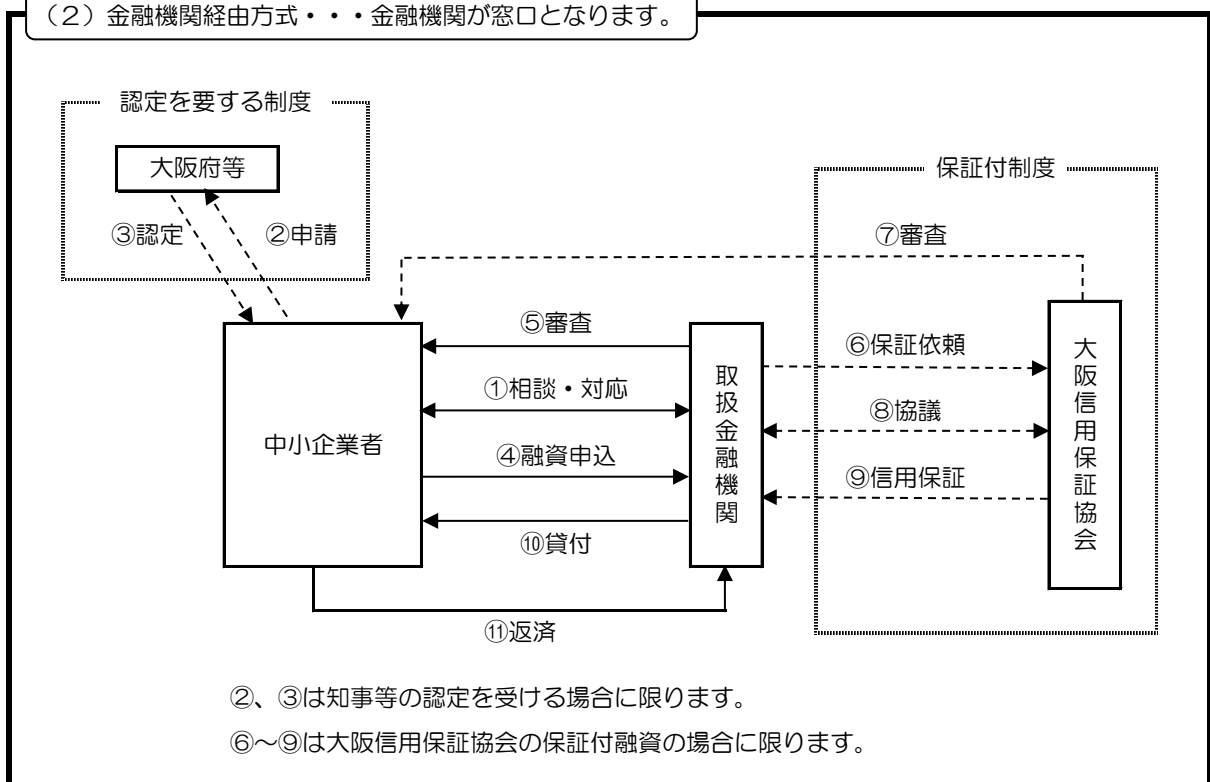 （2）金融機関経由方式・・・金融機関が窓口となります。
認定を要する制度
大阪府等
③認定
②申請
保証付制度
⑦審査
⑤審査
①相談・対応
④融資申込
⑩貸付
⑪返済
中小企業者
取扱金融機関
⑥保証依頼
⑧協議
⑨信用保証
大阪信用保証協会
②、③は知事等の認定を受ける場合に限ります。
⑥～⑨は大阪信用保証協会の保証付融資の場合に限ります。